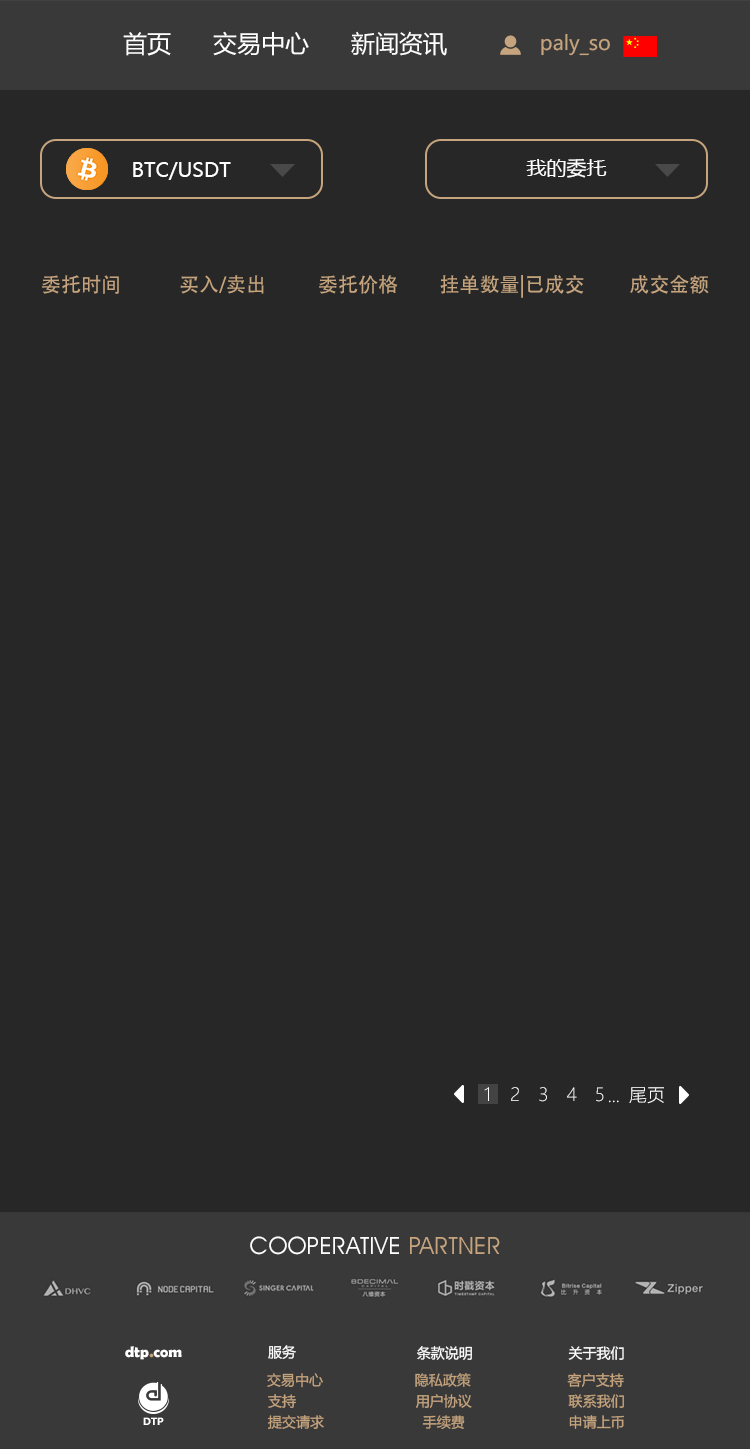 首页 交易中心 新闻资讯 paly_so
BTC/USDT 我的委托
委托时间 买入/卖出 委托价格 挂单数量|已成交 成交金额
1 2 3 4 5... 尾页
COOPERATIVE PARTNER
DHVC NODE CAPITAL SINGER CAPITAL 8DECIMAL CAPITAL 八维资本 时戳资本 TIMESTAMP CAPITAL Bitrise Capital 比升资本 Zipper
dtp.com 服务 条款说明 关于我们
交易中心 隐私政策 客户支持
支持 用户协议 联系我们
DTP 提交请求 手续费 申请上币